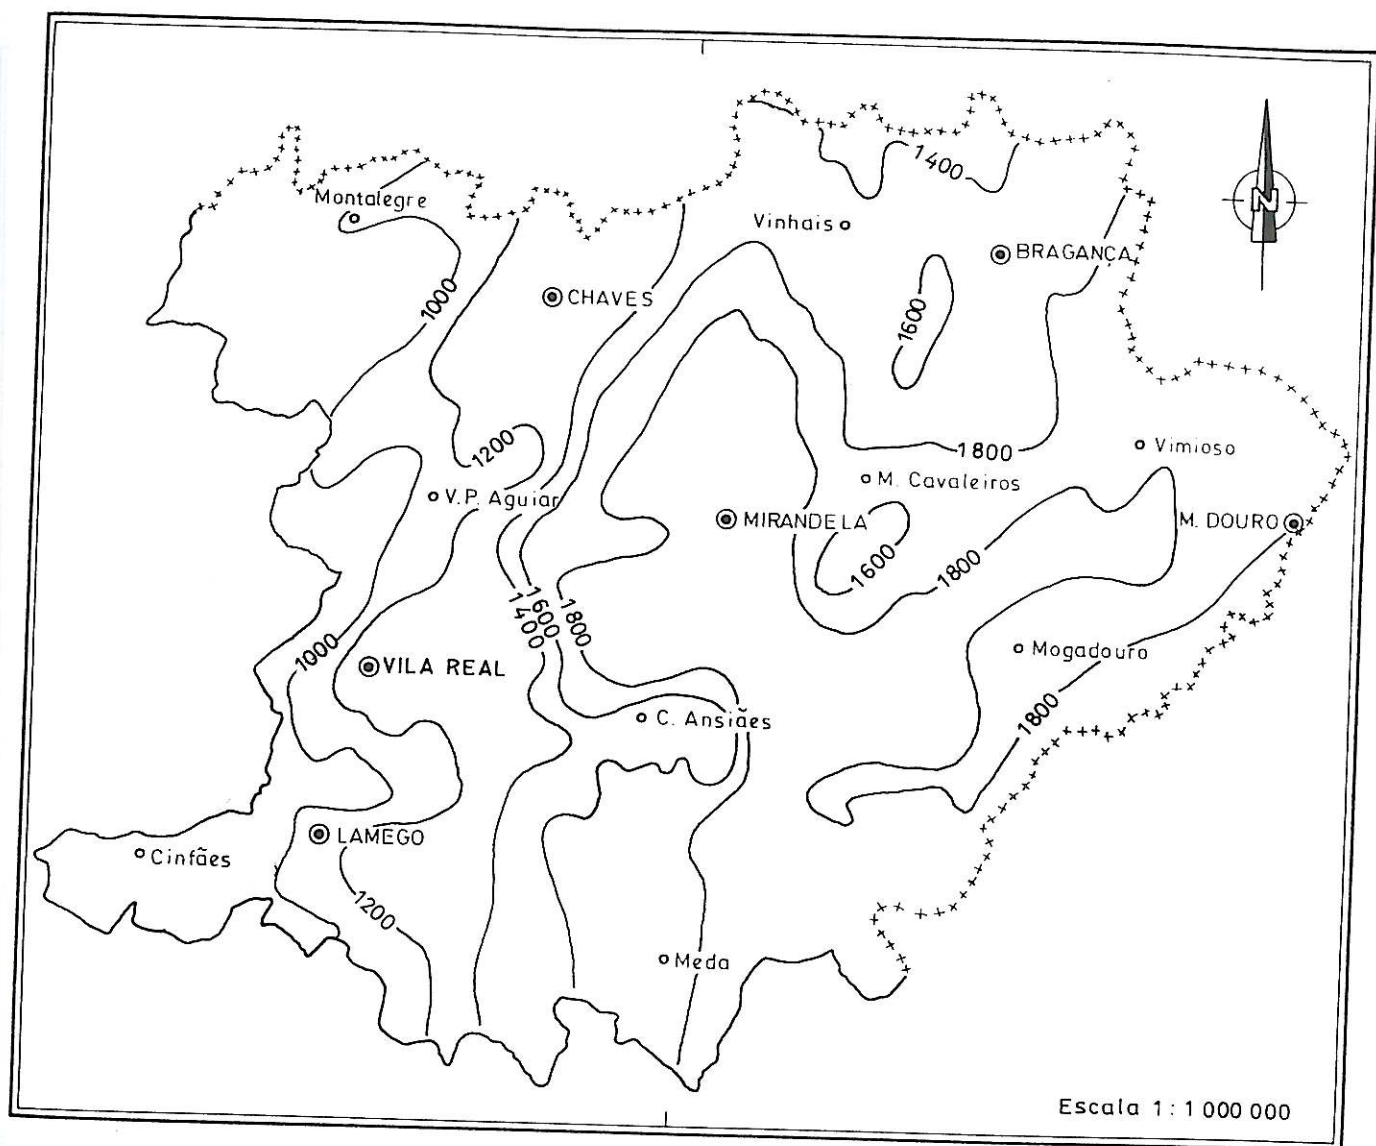 1400
N
Montalegre
Vinhais
BRAGANÇA
1000
CHAVES
1600
1200
1800
Vimioso
V.P. Aguiar
M. Cavaleiros
MIRANDELA
M. DOURO
1600
1800
1400
1600
1800
1000
VILA REAL
Mogadouro
C. Ansiães
1800
LAMEGO
Cinfães
1200
Meda
Escala 1 : 1 000 000